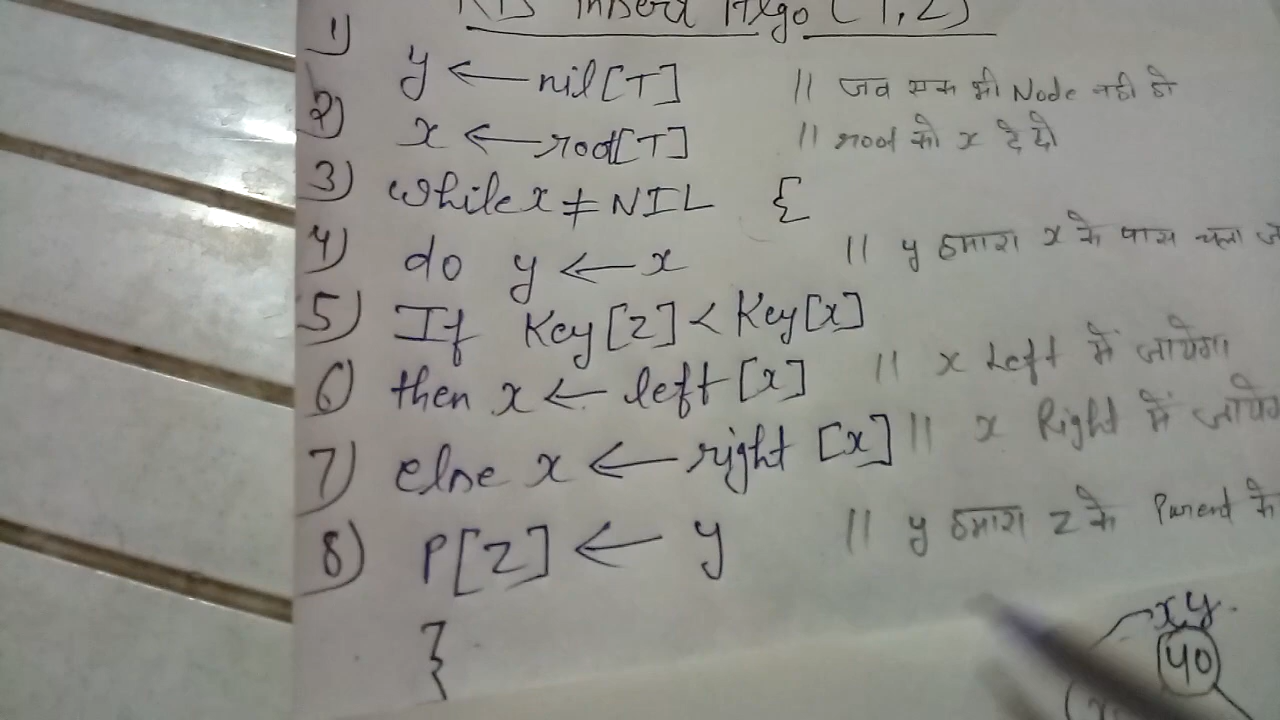 RB Insert Algo (T,Z)
1) y ← nil[T] // जब एक भी Node नही हो
2) x ← root[T] // root को x दे दो
3) while x ≠ NIL {
4) do y ← x // y हमारा x के पास चला
5) If Key[z] < Key[x]
6) then x ← left [x] // x Left में जायेगा
7) else x ← right [x] // x Right में
8) P[Z] ← y // y हमारा z के Parent के
}
xy.
40